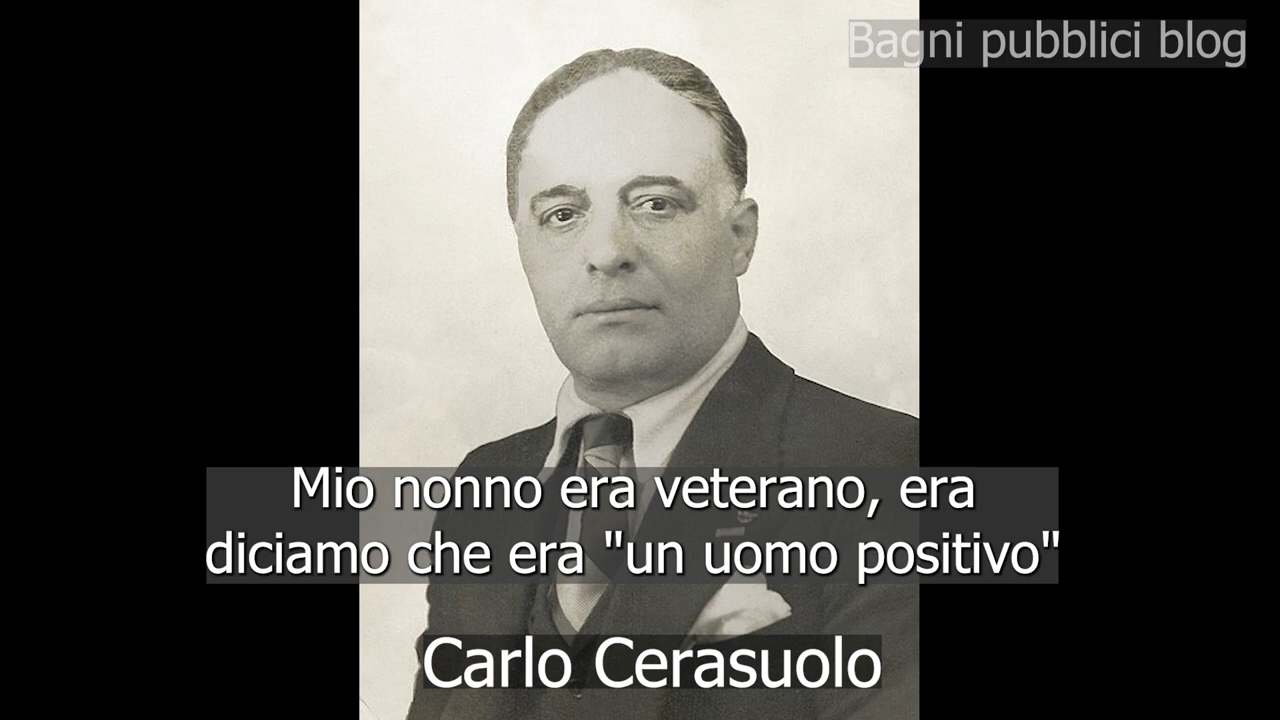 Bagni pubblici blog
Mio nonno era veterano, era
diciamo che era "un uomo positivo"
Carlo Cerasuolo